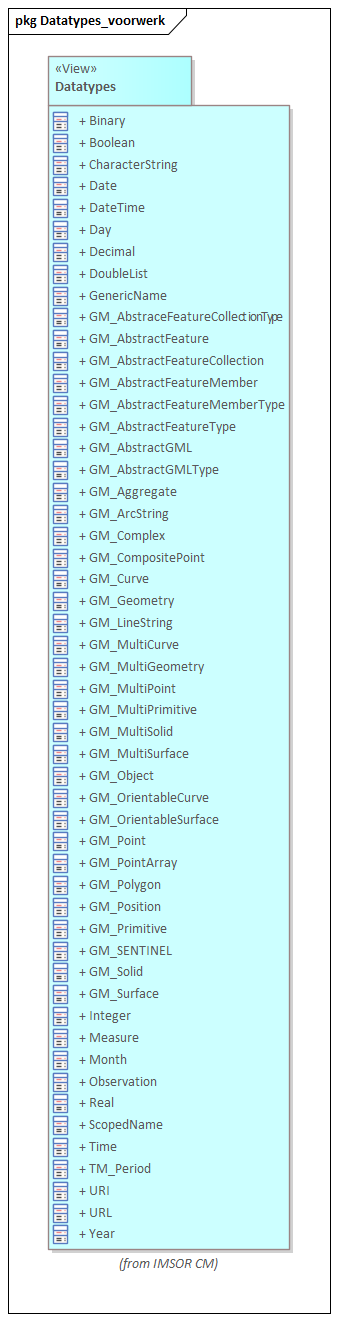 pkg Datatypes_voorwerk
«View»
Datatypes
+ Binary
+ Boolean
+ CharacterString
+ Date
+ DateTime
+ Day
+ Decimal
+ DoubleList
+ GenericName
+ GM_AbstraceFeatureCollectionType
+ GM_AbstractFeature
+ GM_AbstractFeatureCollection
+ GM_AbstractFeatureMember
+ GM_AbstractFeatureMemberType
+ GM_AbstractFeatureType
+ GM_AbstractGML
+ GM_AbstractGMLType
+ GM_Aggregate
+ GM_ArcString
+ GM_Complex
+ GM_CompositePoint
+ GM_Curve
+ GM_Geometry
+ GM_LineString
+ GM_MultiCurve
+ GM_MultiGeometry
+ GM_MultiPoint
+ GM_MultiPrimitive
+ GM_MultiSolid
+ GM_MultiSurface
+ GM_Object
+ GM_OrientableCurve
+ GM_OrientableSurface
+ GM_Point
+ GM_PointArray
+ GM_Polygon
+ GM_Position
+ GM_Primitive
+ GM_SENTINEL
+ GM_Solid
+ GM_Surface
+ Integer
+ Measure
+ Month
+ Observation
+ Real
+ ScopedName
+ Time
+ TM_Period
+ URI
+ URL
+ Year
(from IMSOR CM)